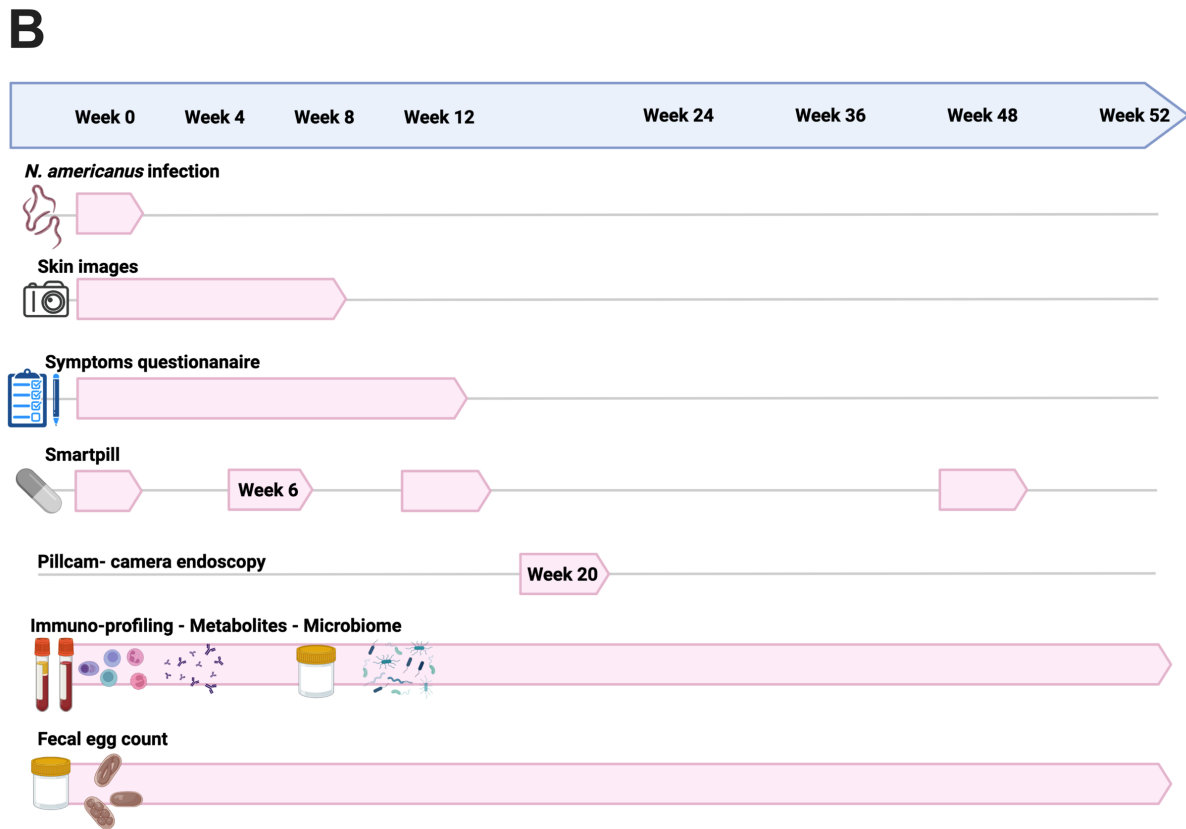 B
Week 0 Week 4 Week 8 Week 12 Week 24 Week 36 Week 48 Week 52
N. americanus infection
Skin images
Symptoms questionanaire
Smartpill
Week 6
Pillcam- camera endoscopy
Week 20
Immuno-profiling - Metabolites - Microbiome
Fecal egg count